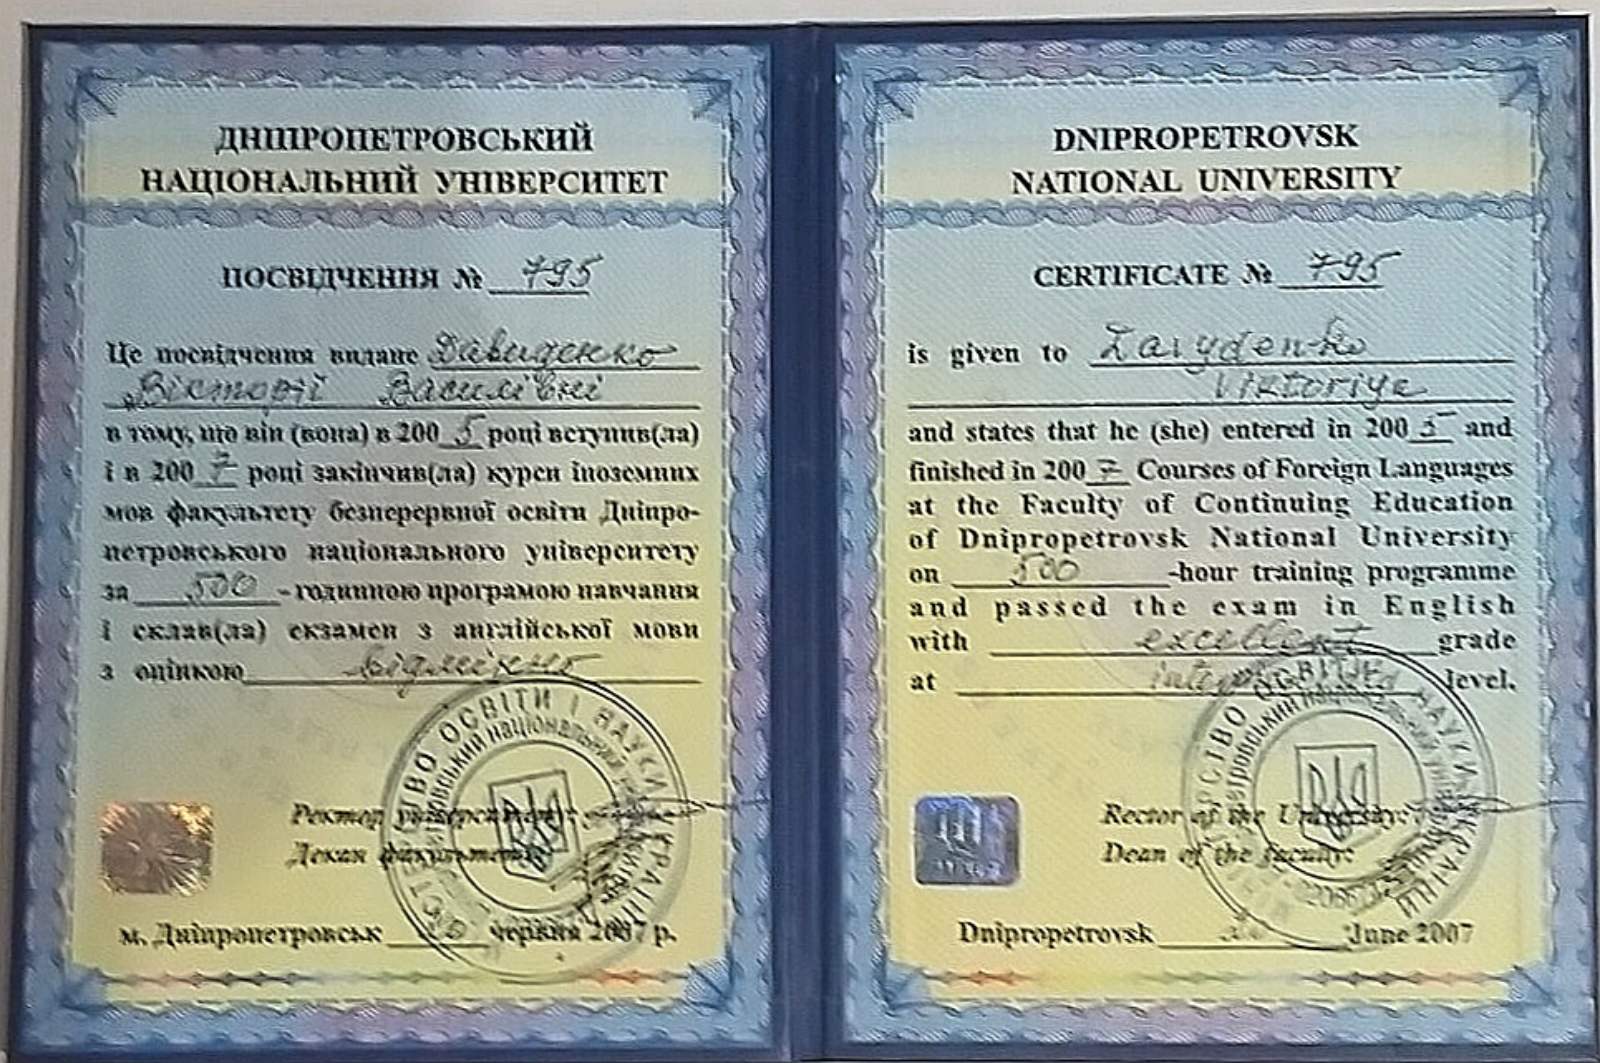 ДНІПРОПЕТРОВСЬКИЙ
НАЦІОНАЛЬНИЙ УНІВЕРСИТЕТ
ПОСВІДЧЕННЯ № 795
Це посвідчення видане Давиденко
Вікторії Василівні
в тому, що він (вона) в 2005 році вступив(ла)
і в 2007 році закінчив(ла) курси іноземних
мов факультету безперервної освіти Дніпро-
петровського національного університету
за 500 -годинною програмою навчання
і склав(ла) екзамен з англійської мови
з оцінкою відмінно
Ректор університету:
Декан факультету:
м. Дніпропетровськ червня 2007 р.
DNIPROPETROVSK
NATIONAL UNIVERSITY
CERTIFICATE № 795
is given to
Viktoriya
and states that he (she) entered in 2005 and
finished in 2007 Courses of Foreign Languages
at the Faculty of Continuing Education
of Dnipropetrovsk National University
on 500 -hour training programme
and passed the exam in English
with excellent grade
at level.
Rector of the University:
Dean of the faculty:
Dnipropetrovsk June 2007